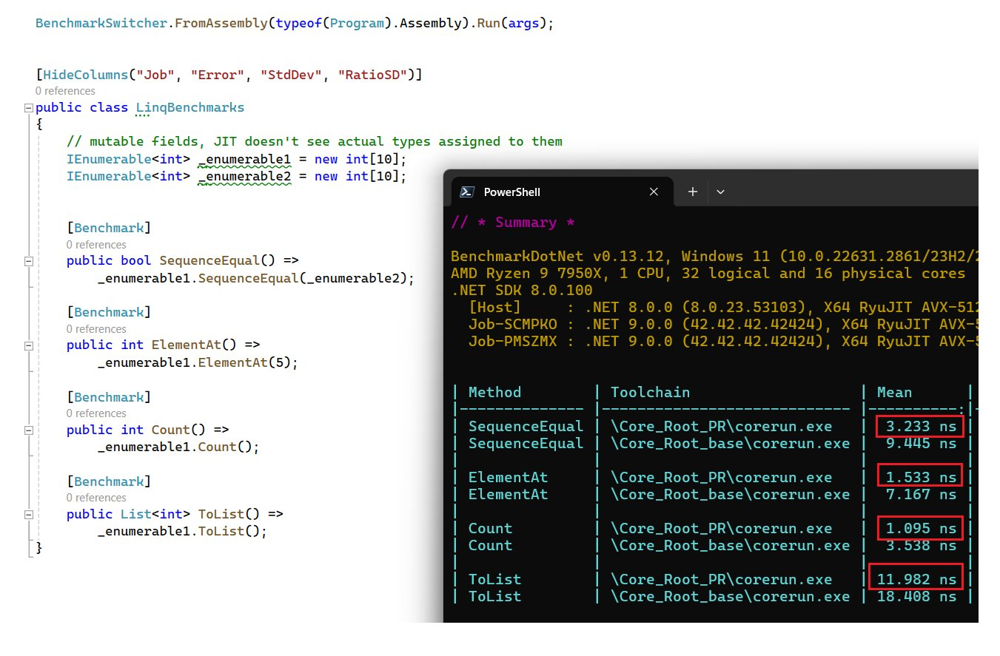 BenchmarkSwitcher.FromAssembly(typeof(Program).Assembly).Run(args);
[HideColumns("Job", "Error", "StdDev", "RatioSD")]
0 references
public class LinqBenchmarks
{
// mutable fields, JIT doesn't see actual types assigned to them
IEnumerable<int> _enumerable1 = new int[10];
IEnumerable<int> _enumerable2 = new int[10];
[Benchmark]
0 references
public bool SequenceEqual() =>
_enumerable1.SequenceEqual(_enumerable2);
[Benchmark]
0 references
public int ElementAt() =>
_enumerable1.ElementAt(5);
[Benchmark]
0 references
public int Count() =>
_enumerable1.Count();
[Benchmark]
0 references
public List<int> ToList() =>
_enumerable1.ToList();
}
PowerShell
// * Summary *
BenchmarkDotNet v0.13.12, Windows 11 (10.0.22631.2861/23H2/2
AMD Ryzen 9 7950X, 1 CPU, 32 logical and 16 physical cores
.NET SDK 8.0.100
[Host]     : .NET 8.0.0 (8.0.23.53103), X64 RyuJIT AVX-512
Job-SCMPKO : .NET 9.0.0 (42.42.42.42424), X64 RyuJIT AVX-5
Job-PMSZMX : .NET 9.0.0 (42.42.42.42424), X64 RyuJIT AVX-5
| Method        | Toolchain                   | Mean      |
|-------------- |---------------------------- |----------:|-
| SequenceEqual | \Core_Root_PR\corerun.exe   |  3.233 ns |
| SequenceEqual | \Core_Root_base\corerun.exe |  9.445 ns |
| ElementAt     | \Core_Root_PR\corerun.exe   |  1.533 ns |
| ElementAt     | \Core_Root_base\corerun.exe |  7.167 ns |
| Count         | \Core_Root_PR\corerun.exe   |  1.095 ns |
| Count         | \Core_Root_base\corerun.exe |  3.538 ns |
| ToList        | \Core_Root_PR\corerun.exe   | 11.982 ns |
| ToList        | \Core_Root_base\corerun.exe | 18.408 ns |